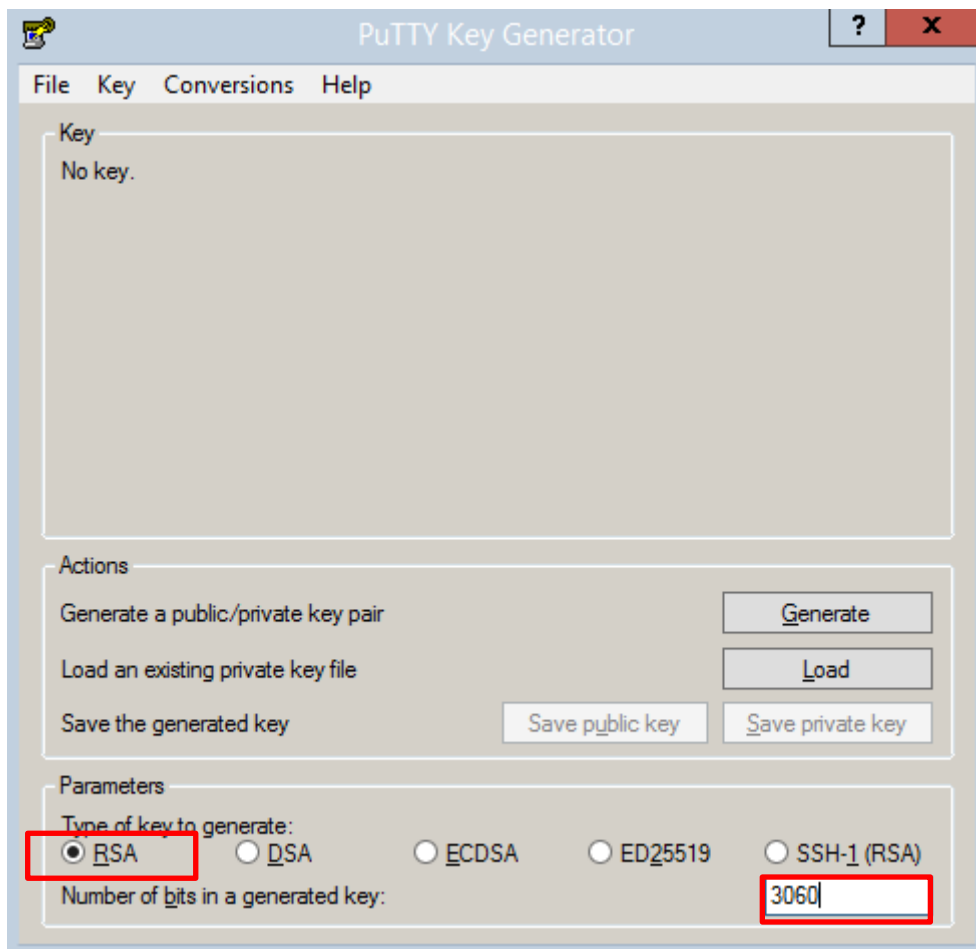 PuTTY Key Generator
? x
File Key Conversions Help
Key
No key.
Actions
Generate a public/private key pair Generate
Load an existing private key file Load
Save the generated key Save public key Save private key
Parameters
Type of key to generate:
RSA DSA ECDSA ED25519 SSH-1 (RSA)
Number of bits in a generated key: 3060